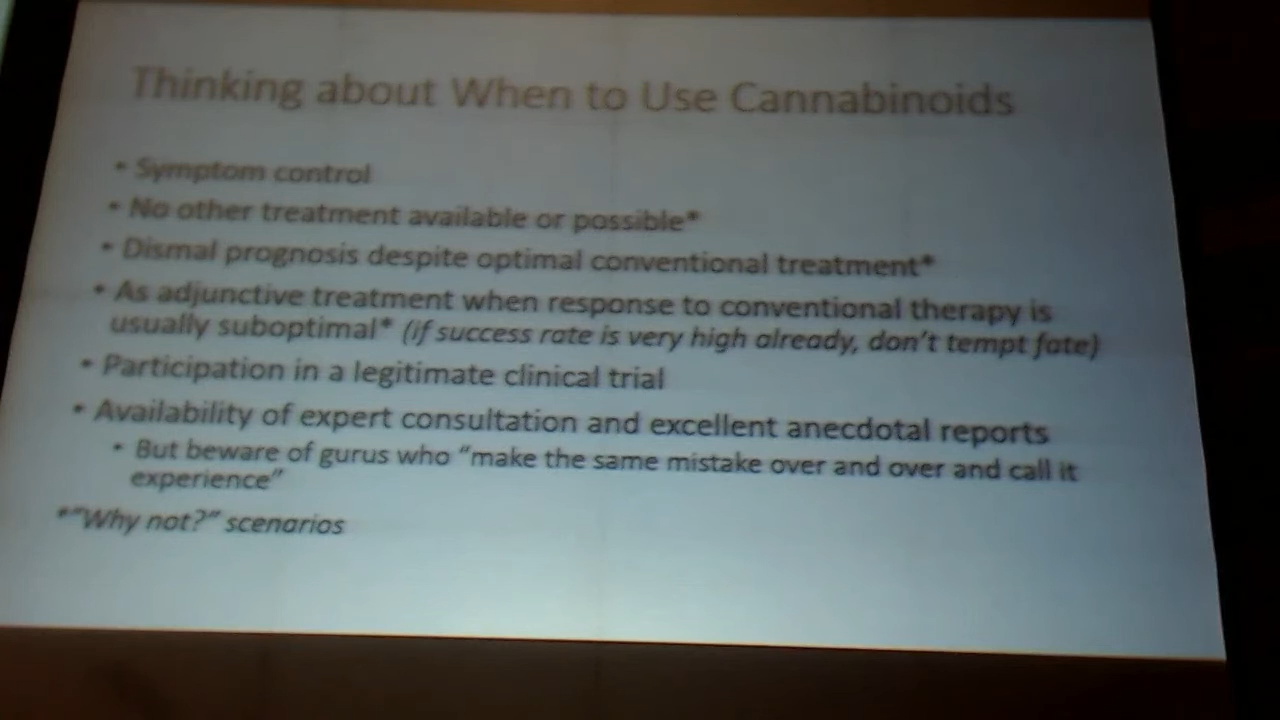 Thinking about When to Use Cannabinoids
• Symptom control
• No other treatment available or possible*
• Dismal prognosis despite optimal conventional treatment*
• As adjunctive treatment when response to conventional therapy is
usually suboptimal* (if success rate is very high already, don't tempt fate)
• Participation in a legitimate clinical trial
• Availability of expert consultation and excellent anecdotal reports
• But beware of gurus who “make the same mistake over and over and call it
experience”
*“Why not?” scenarios